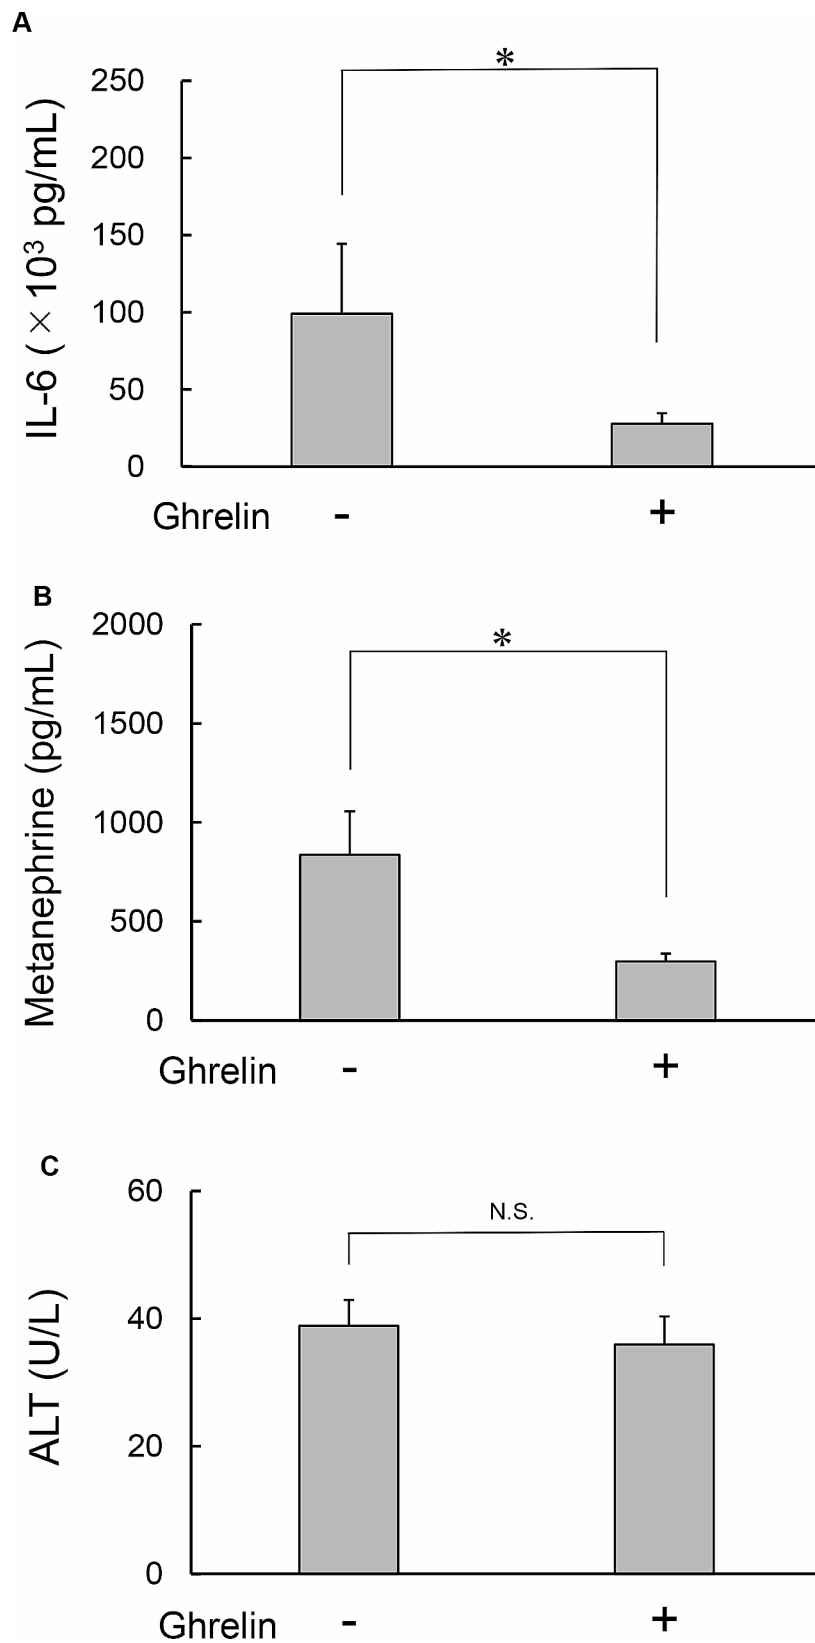 A
*
250
200
150
100
50
0
IL-6 ( × 10³ pg/mL)
Ghrelin - +
B
*
2000
1500
1000
500
0
Metanephrine (pg/mL)
Ghrelin - +
C
N.S.
60
40
20
0
ALT (U/L)
Ghrelin - +